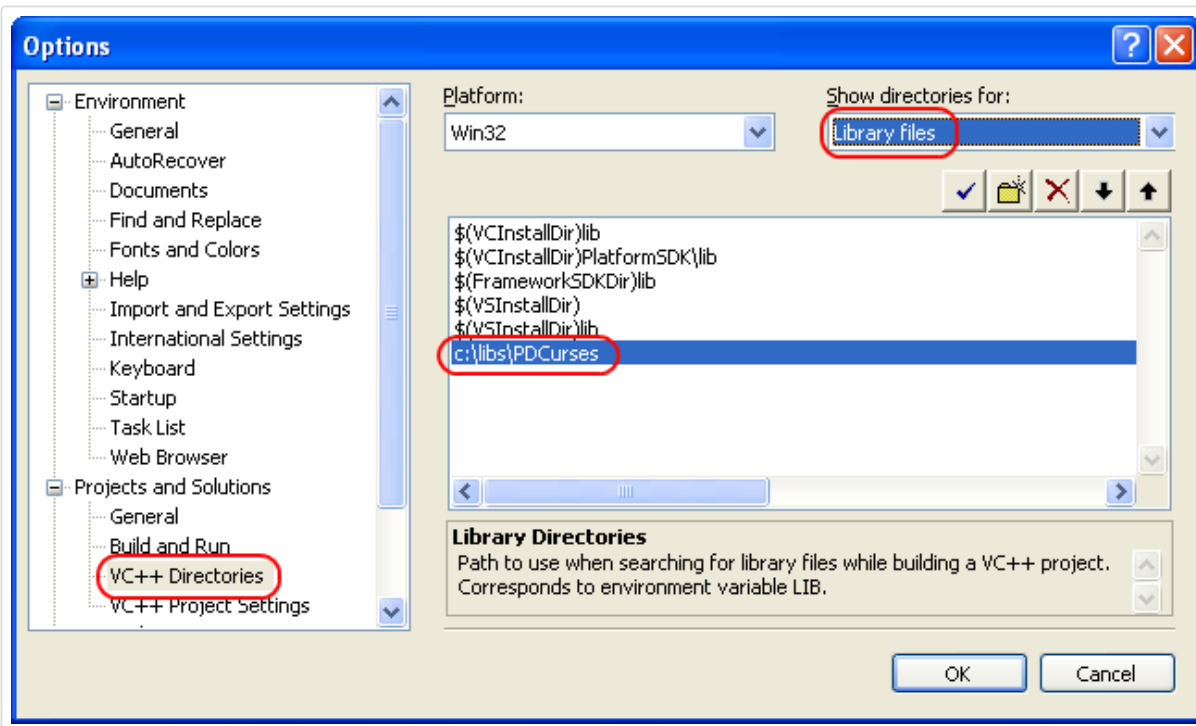 Options
Environment
General
AutoRecover
Documents
Find and Replace
Fonts and Colors
Help
Import and Export Settings
International Settings
Keyboard
Startup
Task List
Web Browser
Projects and Solutions
General
Build and Run
VC++ Directories
VC++ Project Settings
Platform:
Win32
Show directories for:
Library files
$(VCInstallDir)lib
$(VCInstallDir)PlatformSDK\lib
$(FrameworkSDKDir)lib
$(VSInstallDir)
$(VSInstallDir)lib
c:\libs\PDCurses
Library Directories
Path to use when searching for library files while building a VC++ project.
Corresponds to environment variable LIB.
OK
Cancel